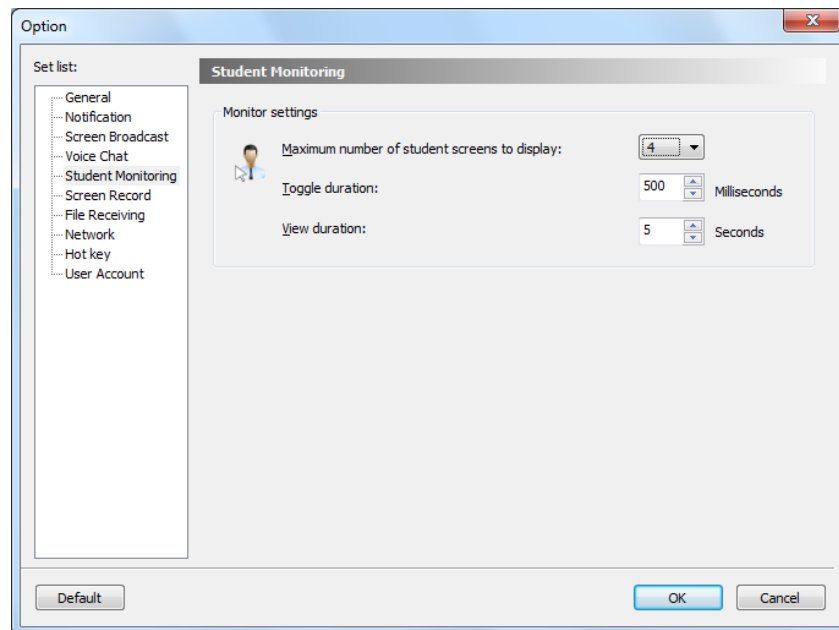 Option
Set list:
General
Notification
Screen Broadcast
Voice Chat
Student Monitoring
Screen Record
File Receiving
Network
Hot key
User Account
Student Monitoring
Monitor settings
Maximum number of student screens to display: 4
Toggle duration: 500 Milliseconds
View duration: 5 Seconds
Default OK Cancel